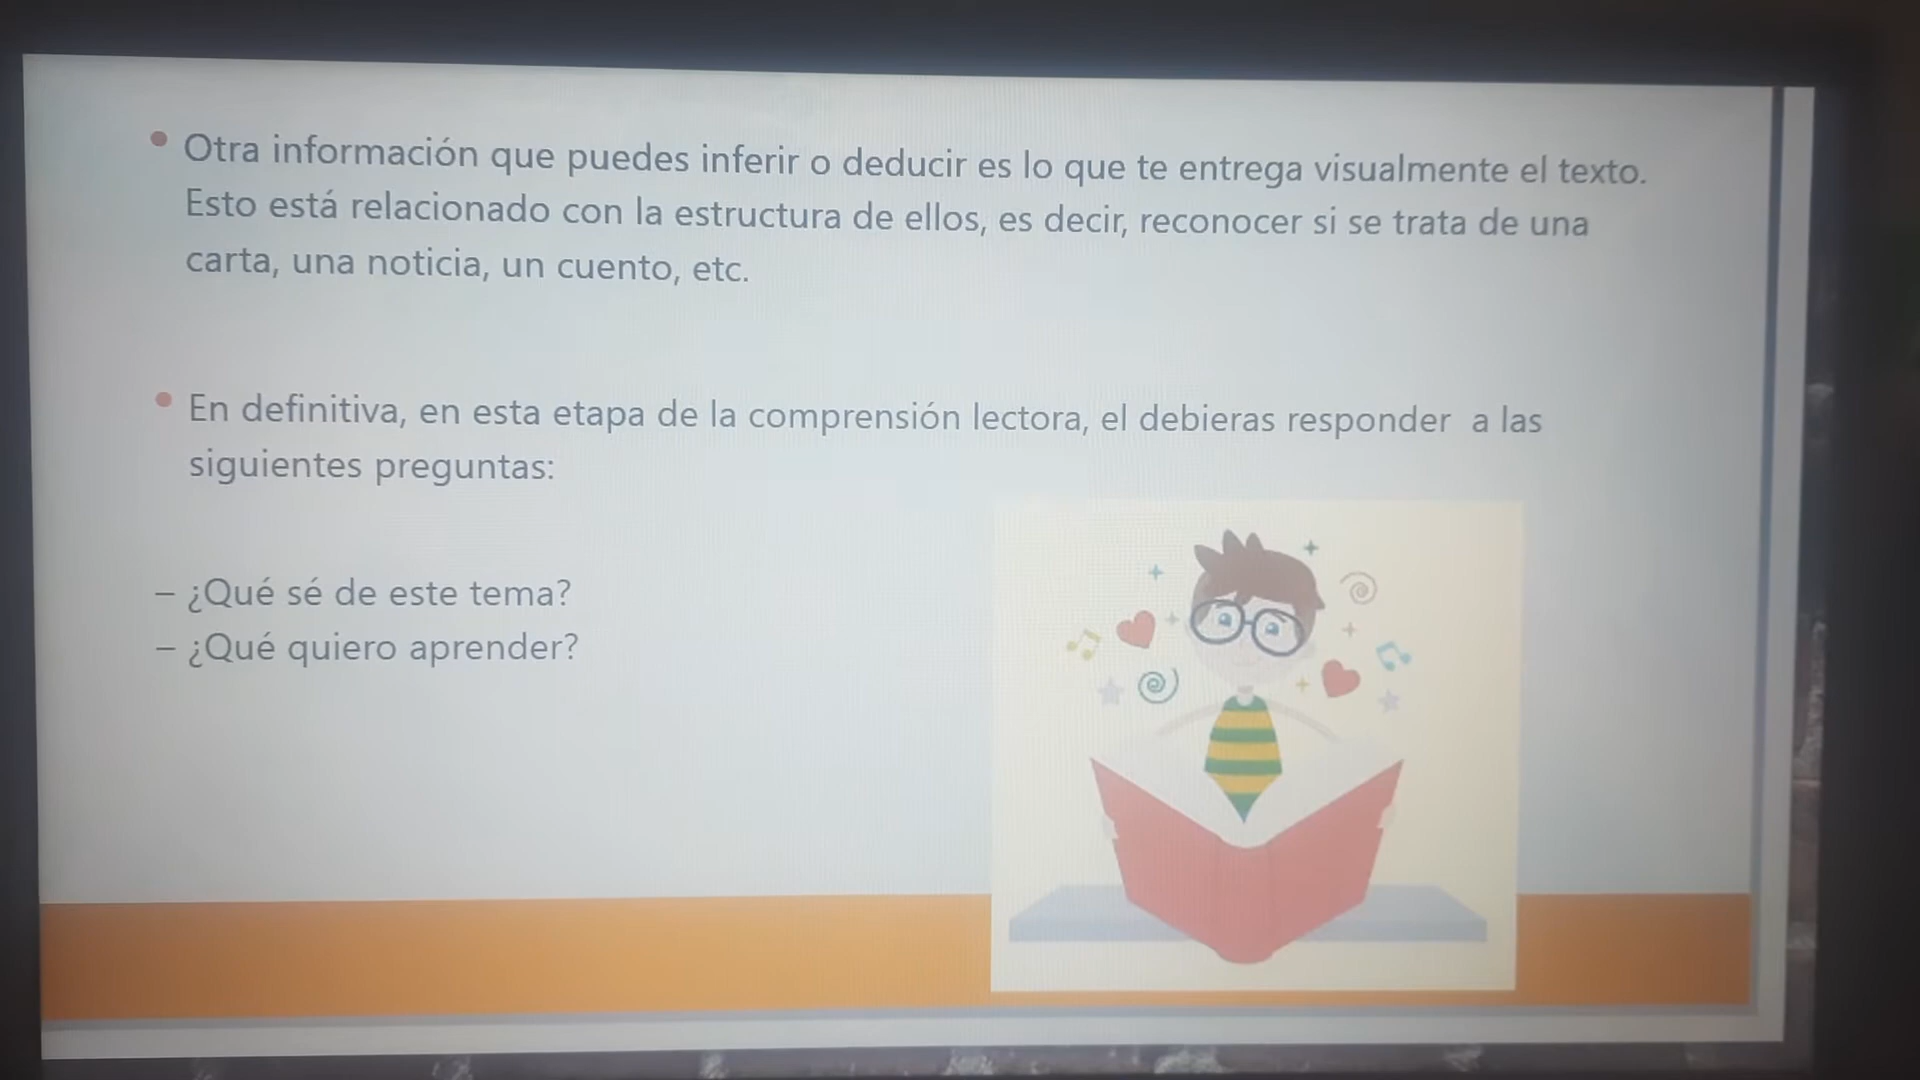 • Otra información que puedes inferir o deducir es lo que te entrega visualmente el texto.
Esto está relacionado con la estructura de ellos, es decir, reconocer si se trata de una
carta, una noticia, un cuento, etc.
• En definitiva, en esta etapa de la comprensión lectora, el debieras responder a las
siguientes preguntas:
– ¿Qué sé de este tema?
– ¿Qué quiero aprender?